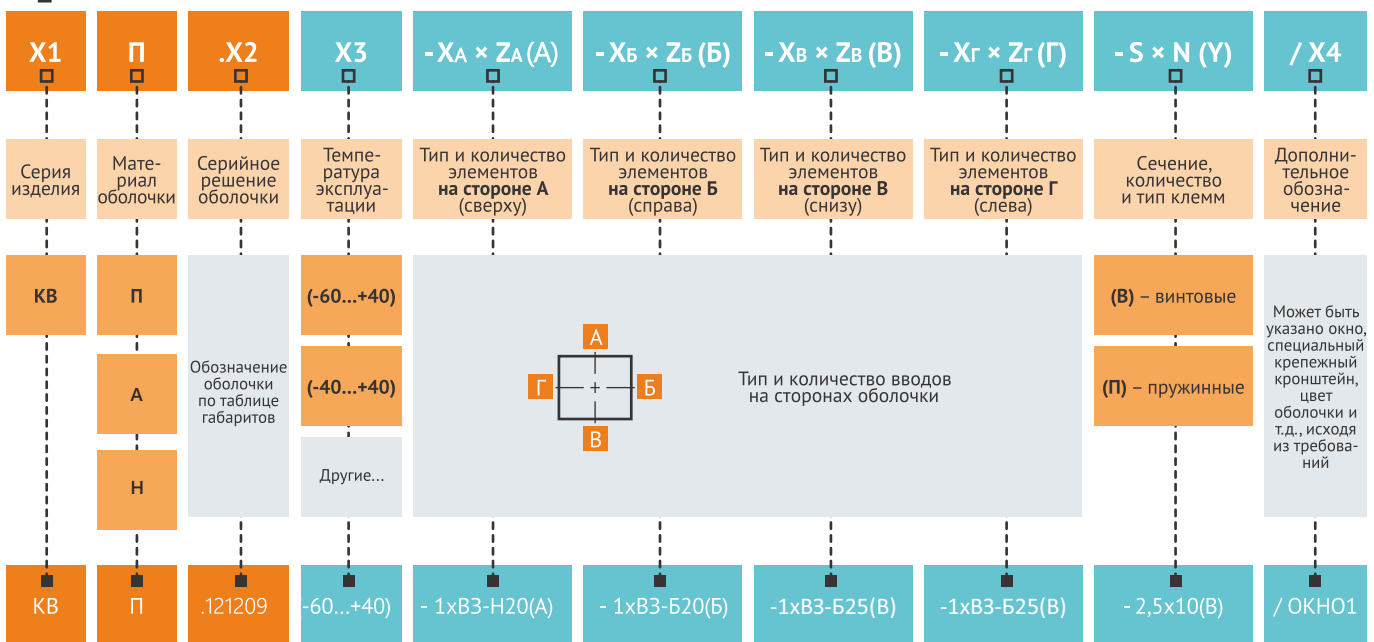 X1
П
.X2
X3
- XА × ZА (А)
- XБ × ZБ (Б)
- XВ × ZВ (В)
- XГ × ZГ (Г)
- S × N (Y)
/ X4
Серия
изделия
Мате-
риал
оболочки
Серийное
решение
оболочки
Темпе-
ратура
эксплуа-
тации
Тип и количество
элементов
на стороне А
(сверху)
Тип и количество
элементов
на стороне Б
(справа)
Тип и количество
элементов
на стороне В
(снизу)
Тип и количество
элементов
на стороне Г
(слева)
Сечение,
количество
и тип клемм
Дополни-
тельное
обозна-
чение
КВ
П
А
Н
Обозначение
оболочки
по таблице
габаритов
(-60...+40)
(-40...+40)
Другие...
А
Г
Б
В
Тип и количество вводов
на сторонах оболочки
(В) – винтовые
(П) – пружинные
Может быть
указано окно,
специальный
крепежный
кронштейн,
цвет
оболочки и
т.д., исходя
из требова-
ний
КВ
П
.121209
-60...+40)
- 1хВЗ-Н20(А)
- 1хВЗ-Б20(Б)
-1хВЗ-Б25(В)
-1хВЗ-Б25(В)
- 2,5х10(В)
/ ОКНО1